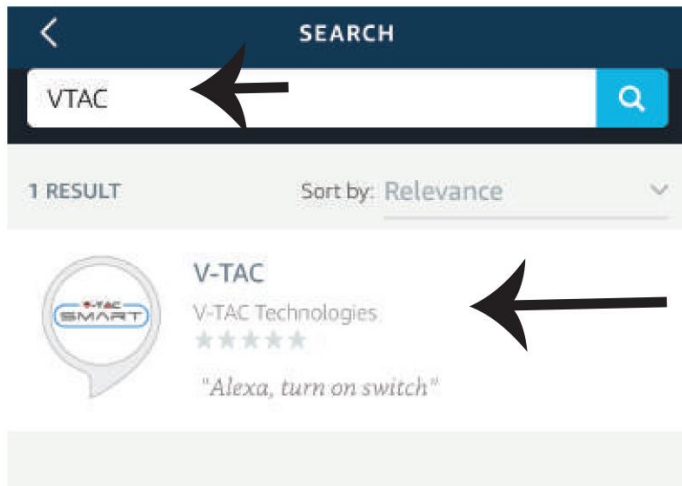 SEARCH
VTAC
1 RESULT Sort by: Relevance
V-TAC
SMART
V-TAC
V-TAC Technologies
"Alexa, turn on switch"